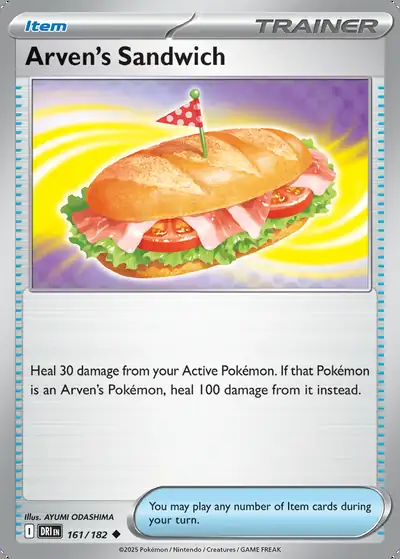 Item
TRAINER
Arven's Sandwich
Heal 30 damage from your Active Pokémon. If that Pokémon
is an Arven's Pokémon, heal 100 damage from it instead.
Illus. AYUMI ODASHIMA
I DRI EN 161/182
You may play any number of Item cards during
your turn.
©2025 Pokémon / Nintendo / Creatures / GAME FREAK